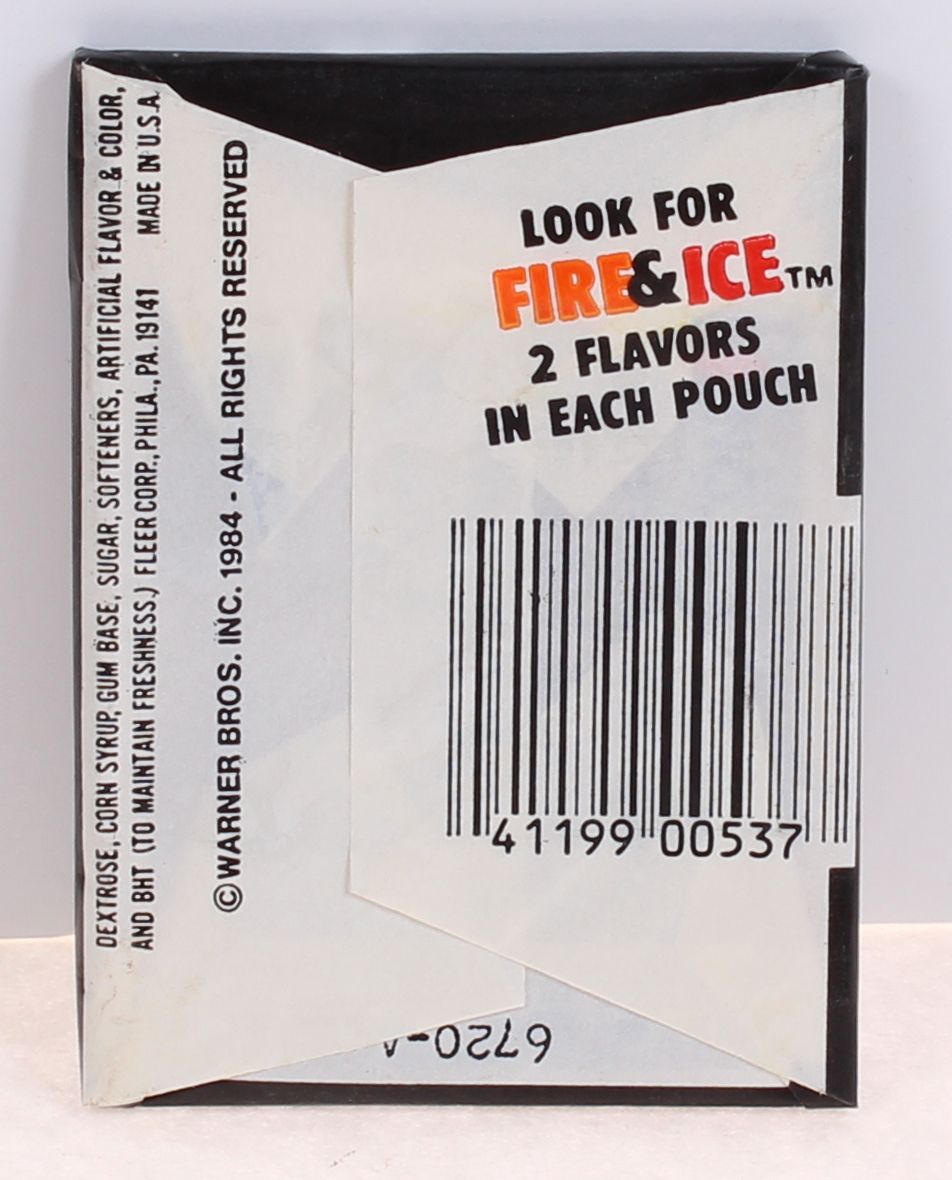 DEXTROSE, CORN SYRUP, GUM BASE, SUGAR, SOFTENERS, ARTIFICIAL FLAVOR & COLOR,
AND BHT (TO MAINTAIN FRESHNESS.) FLEER CORP., PHILA., PA. 19141 MADE IN U.S.A.
© WARNER BROS. INC. 1984 - ALL RIGHTS RESERVED
LOOK FOR
FIRE & ICE™
2 FLAVORS
IN EACH POUCH
41199 00537
6720-A